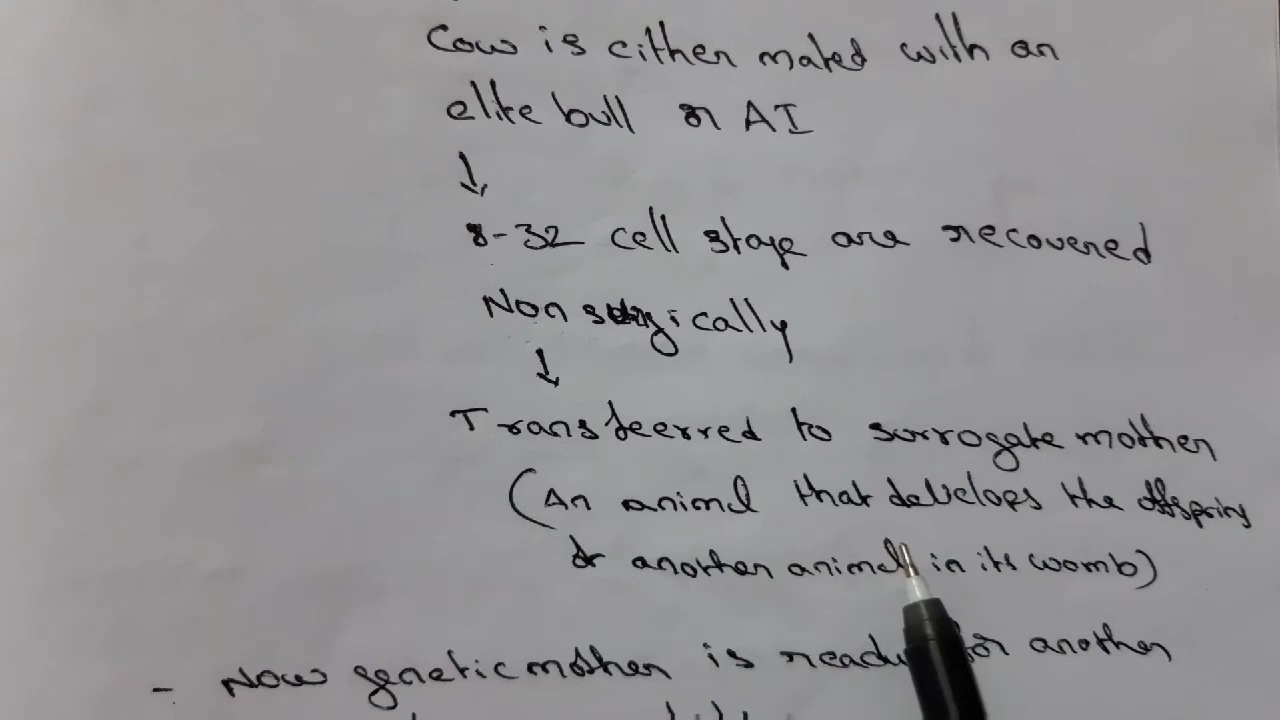 Cow is either mated with an
elite bull or AI
↓
8-32 cell stage are recovered
Non surgically
↓
Transfeerred to surrogate mother
(An animal that develops the offspring
of another animal in its womb)
- Now genetic mother is ready for another